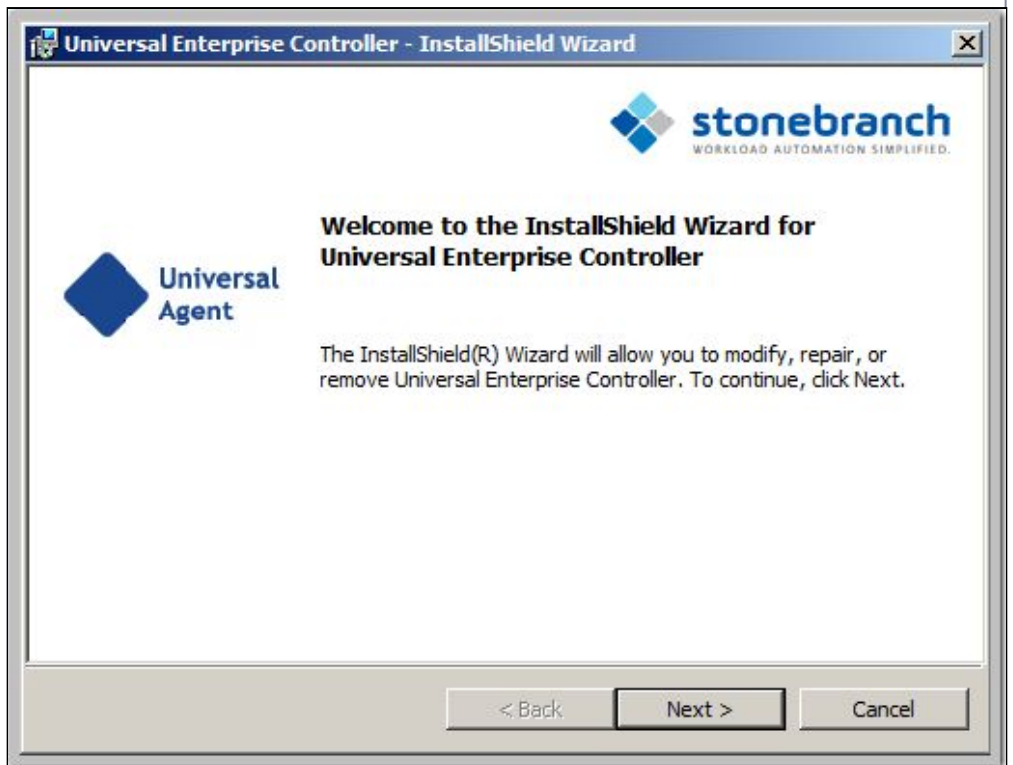 Universal Enterprise Controller - InstallShield Wizard
stonebranch
WORKLOAD AUTOMATION SIMPLIFIED.
Welcome to the InstallShield Wizard for
Universal Enterprise Controller
Universal
Agent
The InstallShield(R) Wizard will allow you to modify, repair, or
remove Universal Enterprise Controller. To continue, click Next.
< Back
Next >
Cancel